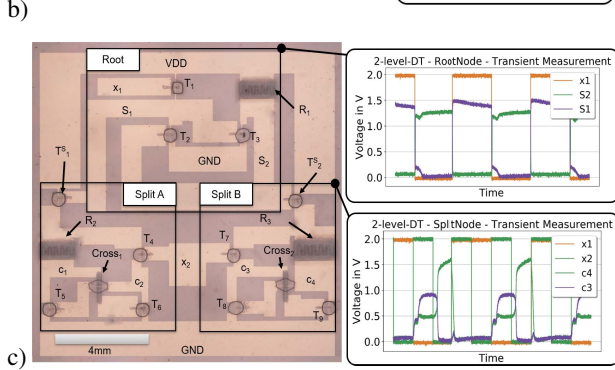 b)
Root
VDD
x1
T1
R1
S1
T2
T3
GND
S2
TS1
TS2
Split A
Split B
R2
R3
T4
T7
Cross1
Cross2
x2
c1
c2
c3
c4
T5
T6
T8
T9
4mm
GND
c)
2-level-DT - RootNode - Transient Measurement
Voltage in V
2.0
1.5
1.0
0.5
0.0
x1
S2
S1
Time
2-level-DT - SplitNode - Transient Measurement
Voltage in V
2.0
1.5
1.0
0.5
0.0
x1
x2
c4
c3
Time